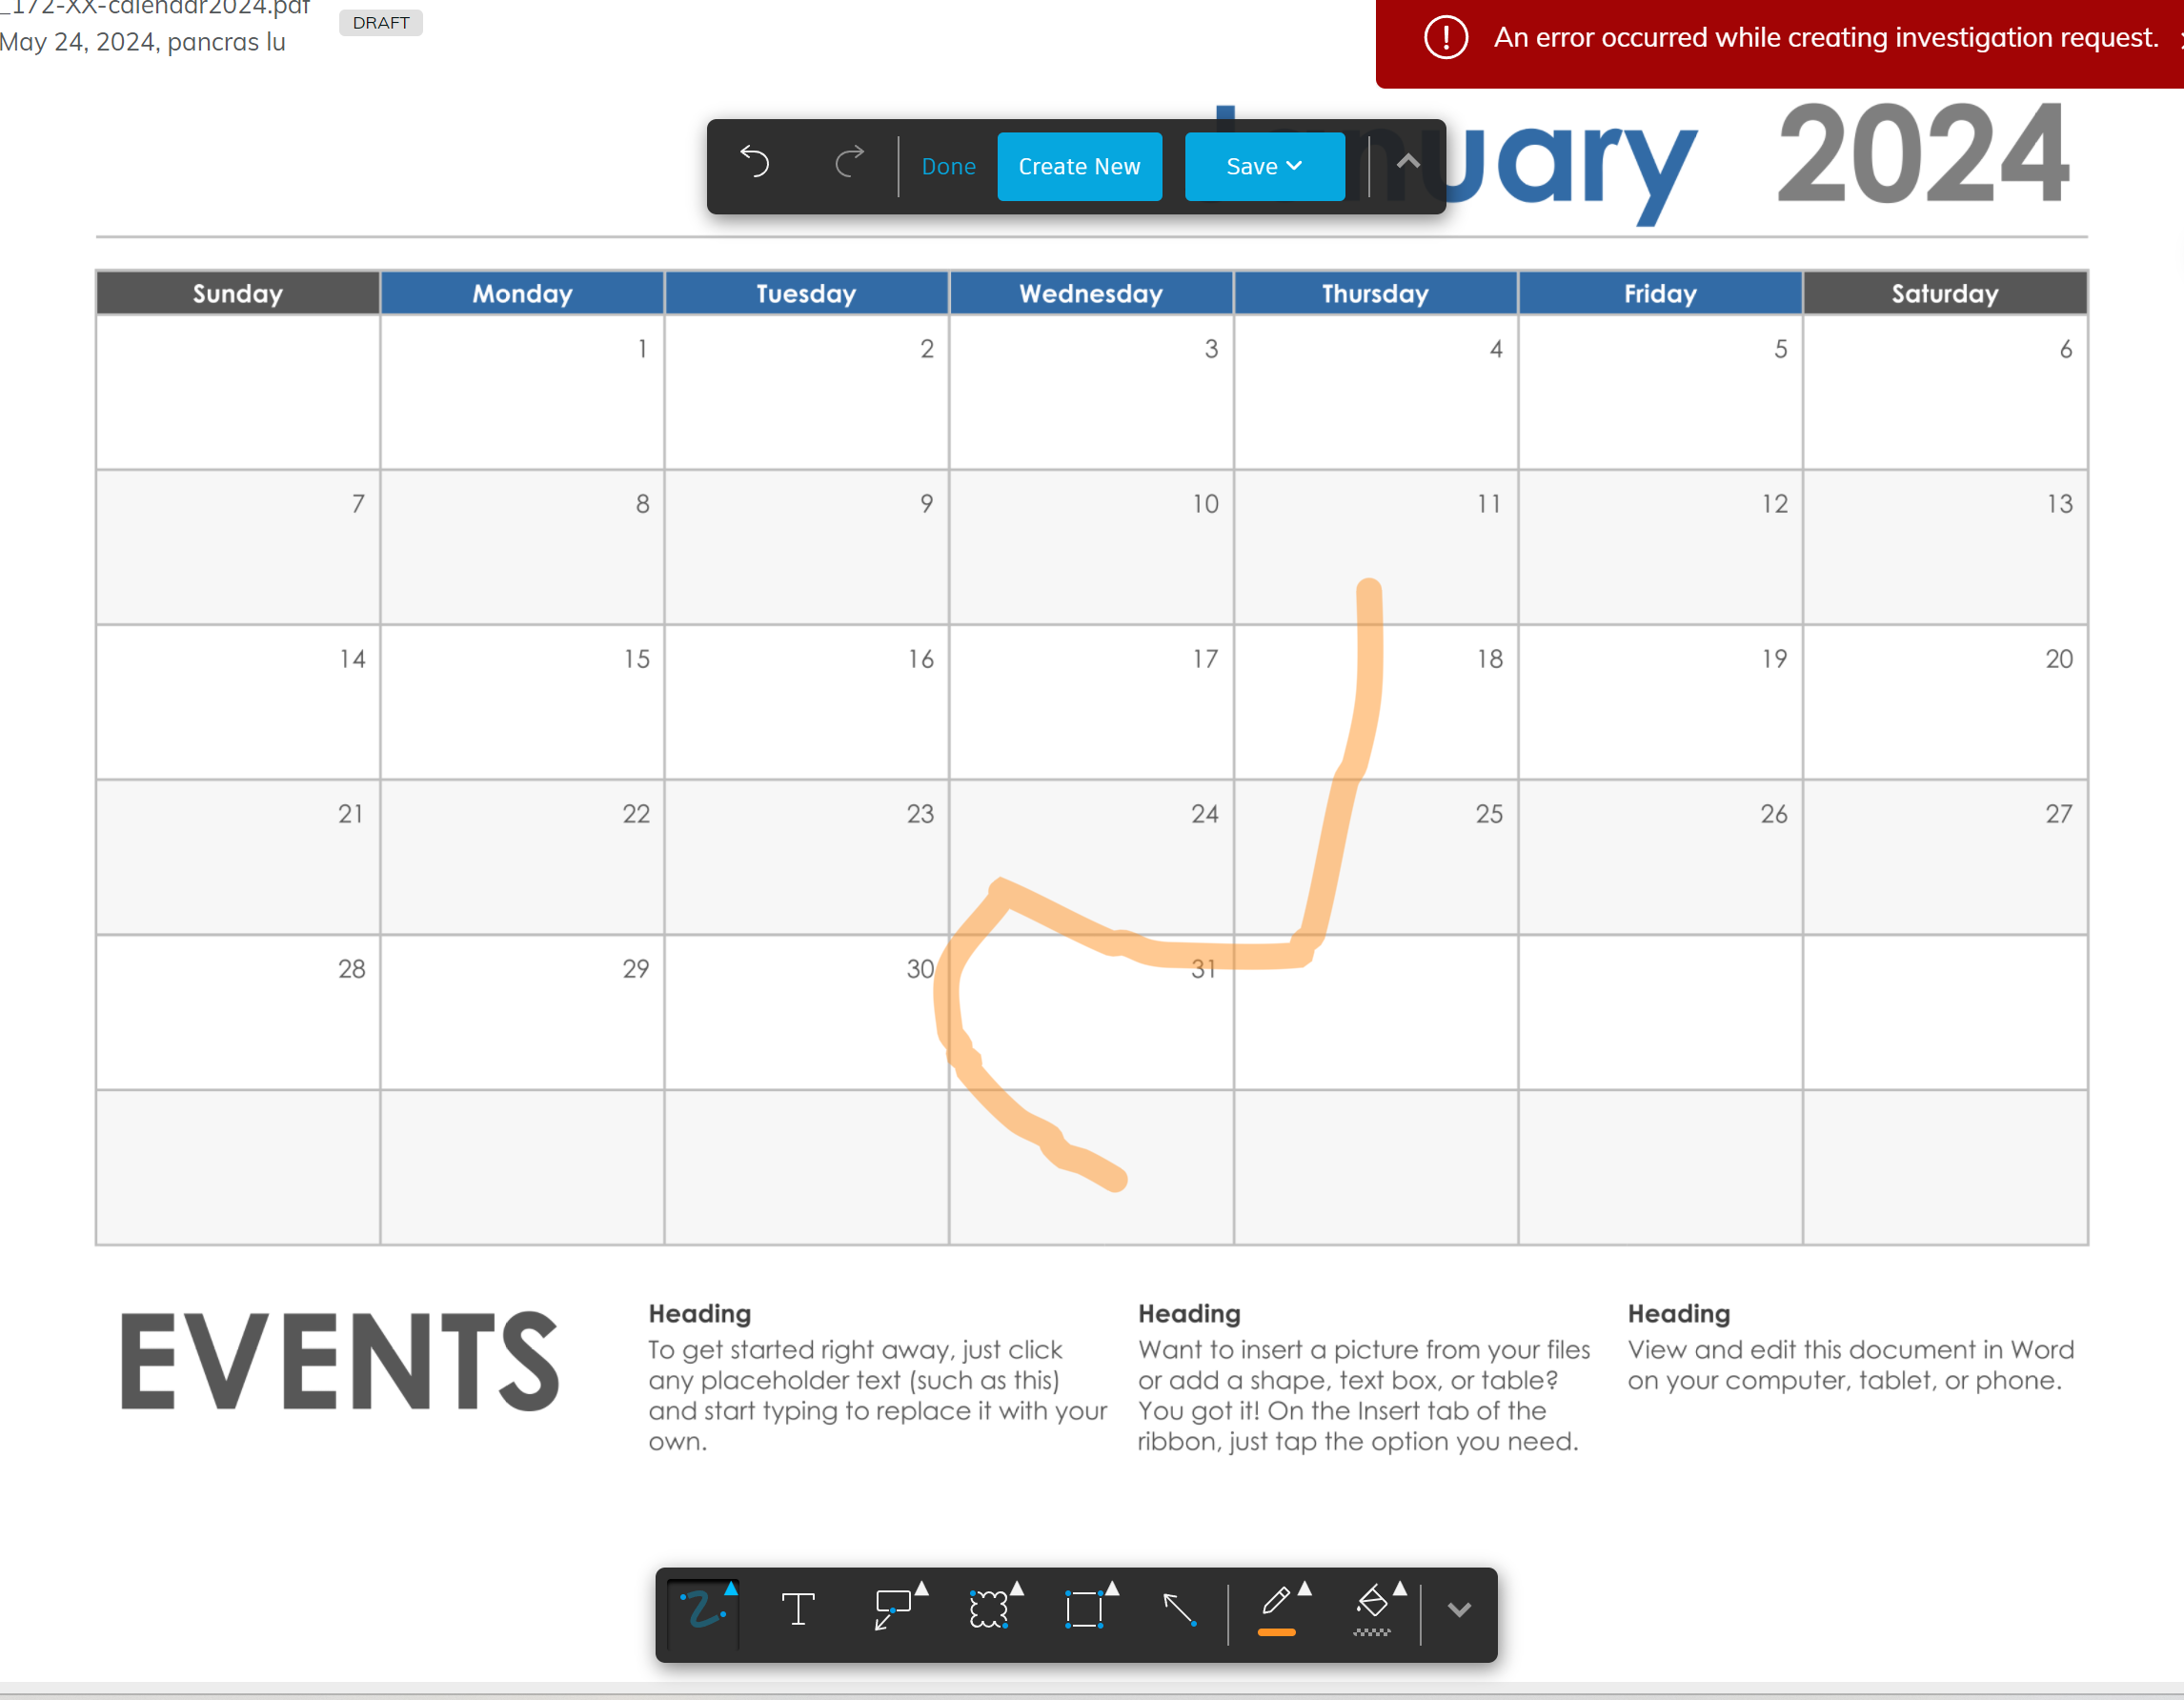 _172-XX-calendar2024.pdf
DRAFT
May 24, 2024, pancras lu
An error occurred while creating investigation request.
Done
Create New
Save
January 2024
Sunday Monday Tuesday Wednesday Thursday Friday Saturday
1 2 3 4 5 6
7 8 9 10 11 12 13
14 15 16 17 18 19 20
21 22 23 24 25 26 27
28 29 30 31
EVENTS
Heading
To get started right away, just click
any placeholder text (such as this)
and start typing to replace it with your
own.
Heading
Want to insert a picture from your files
or add a shape, text box, or table?
You got it! On the Insert tab of the
ribbon, just tap the option you need.
Heading
View and edit this document in Word
on your computer, tablet, or phone.
T